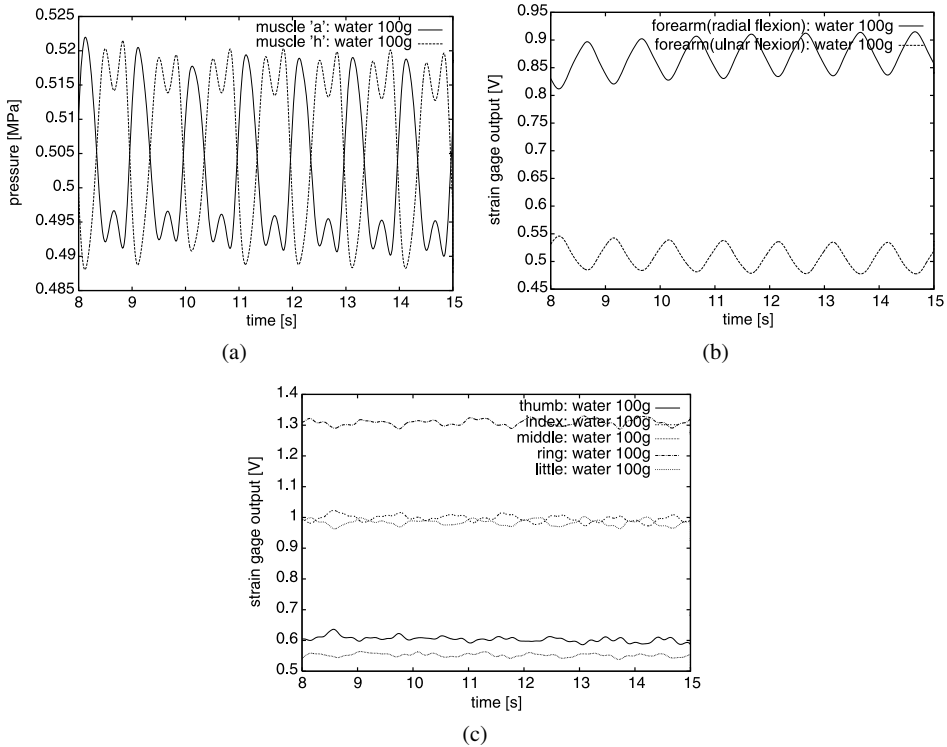 muscle 'a': water 100g
muscle 'h': water 100g
0.525
0.52
0.515
0.51
0.505
0.5
0.495
0.49
0.485
pressure [MPa]
8 9 10 11 12 13 14 15
time [s]
(a)
forearm(radial flexion): water 100g
forearm(ulnar flexion): water 100g
0.95
0.9
0.85
0.8
0.75
0.7
0.65
0.6
0.55
0.5
0.45
strain gage output [V]
8 9 10 11 12 13 14 15
time [s]
(b)
thumb: water 100g
index: water 100g
middle: water 100g
ring: water 100g
little: water 100g
1.4
1.3
1.2
1.1
1
0.9
0.8
0.7
0.6
0.5
strain gage output [V]
8 9 10 11 12 13 14 15
time [s]
(c)